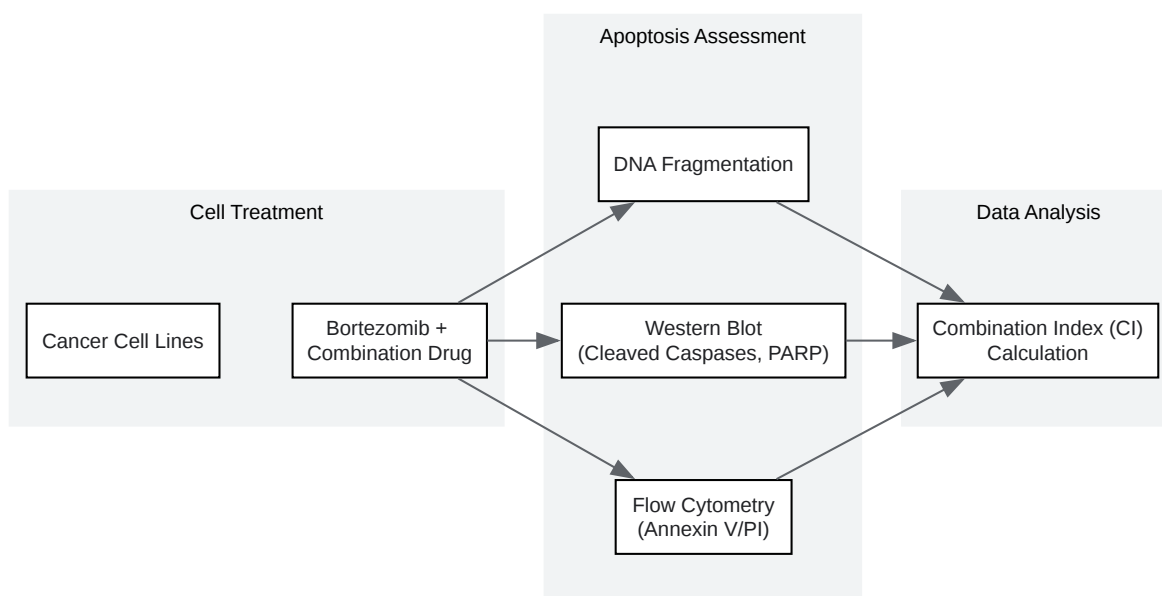 Cell Treatment
Cancer Cell Lines
Bortezomib +
Combination Drug
Apoptosis Assessment
DNA Fragmentation
Western Blot
(Cleaved Caspases, PARP)
Flow Cytometry
(Annexin V/PI)
Data Analysis
Combination Index (CI)
Calculation